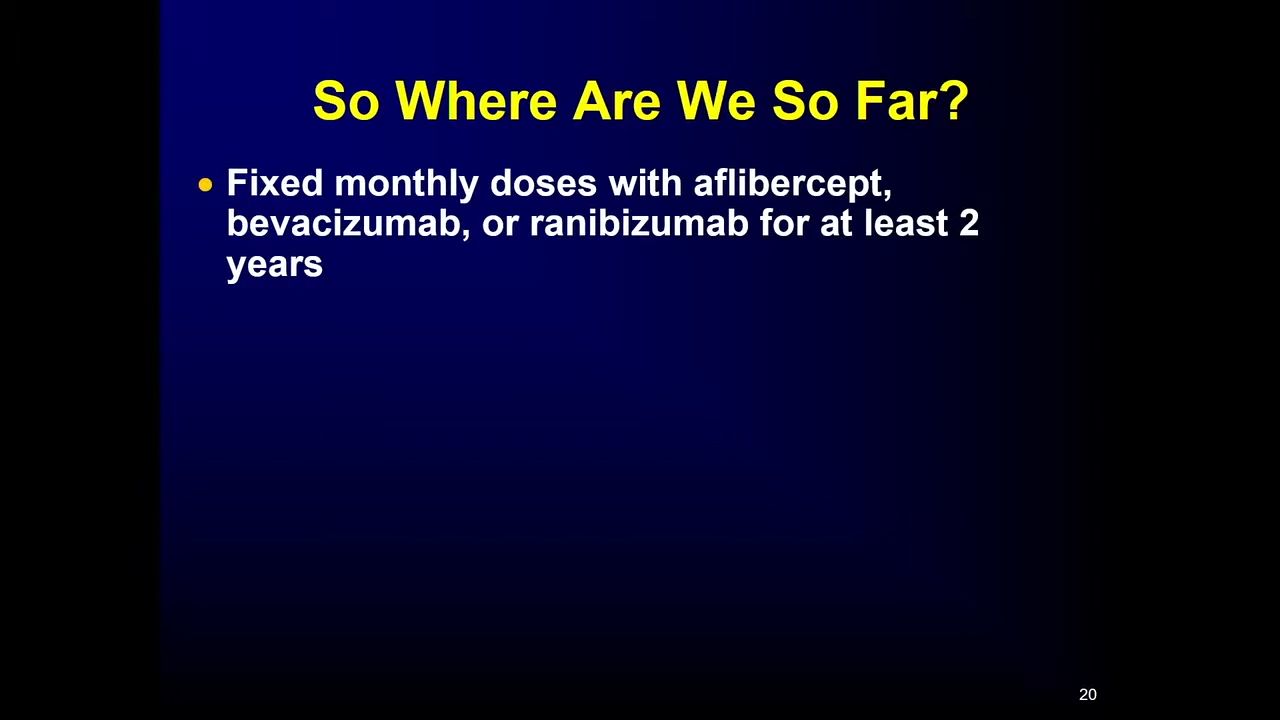 So Where Are We So Far?
• Fixed monthly doses with aflibercept,
bevacizumab, or ranibizumab for at least 2
years
20